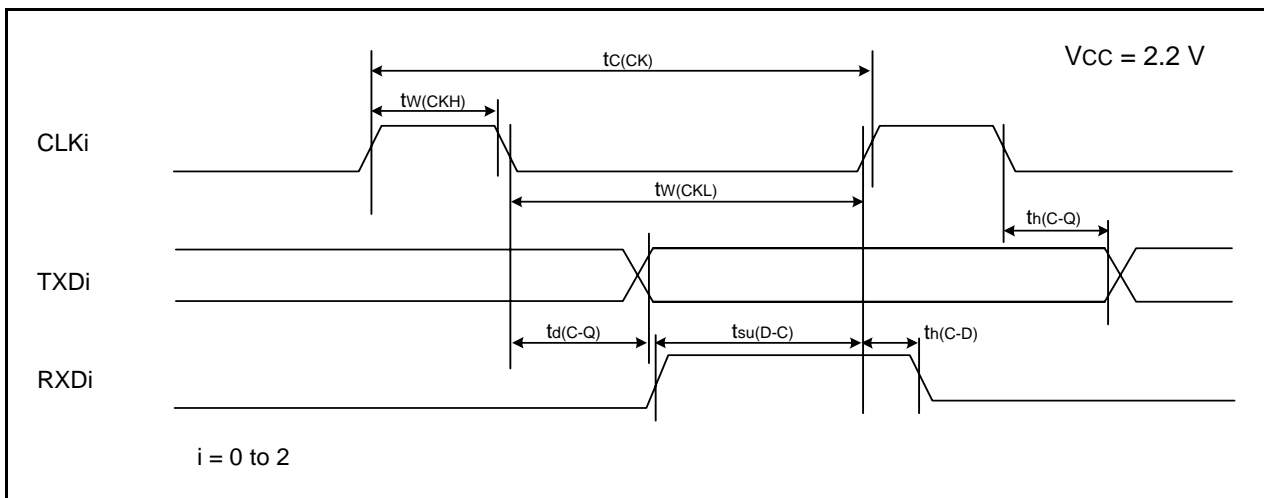 tC(CK)
VCC = 2.2 V
tW(CKH)
CLKi
tW(CKL)
th(C-Q)
TXDi
td(C-Q)
tsu(D-C)
th(C-D)
RXDi
i = 0 to 2